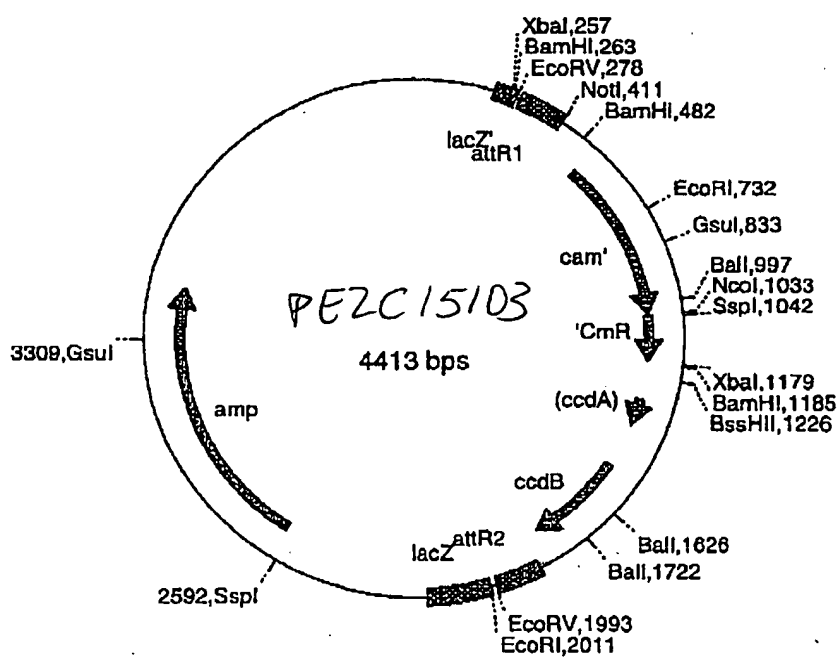 XbaI,257
BamHI,263
EcoRV,278
NotI,411
BamHI,482
lacZ'
attR1
EcoRI,732
GsuI,833
cam'
BalI,997
NcoI,1033
SspI,1042
pEZC15103
'CmR
3309,GsuI
4413 bps
XbaI,1179
BamHI,1185
BssHII,1226
(ccdA)
amp
ccdB
attR2
lacZ
BalI,1626
BalI,1722
2592,SspI
EcoRV,1993
EcoRI,2011